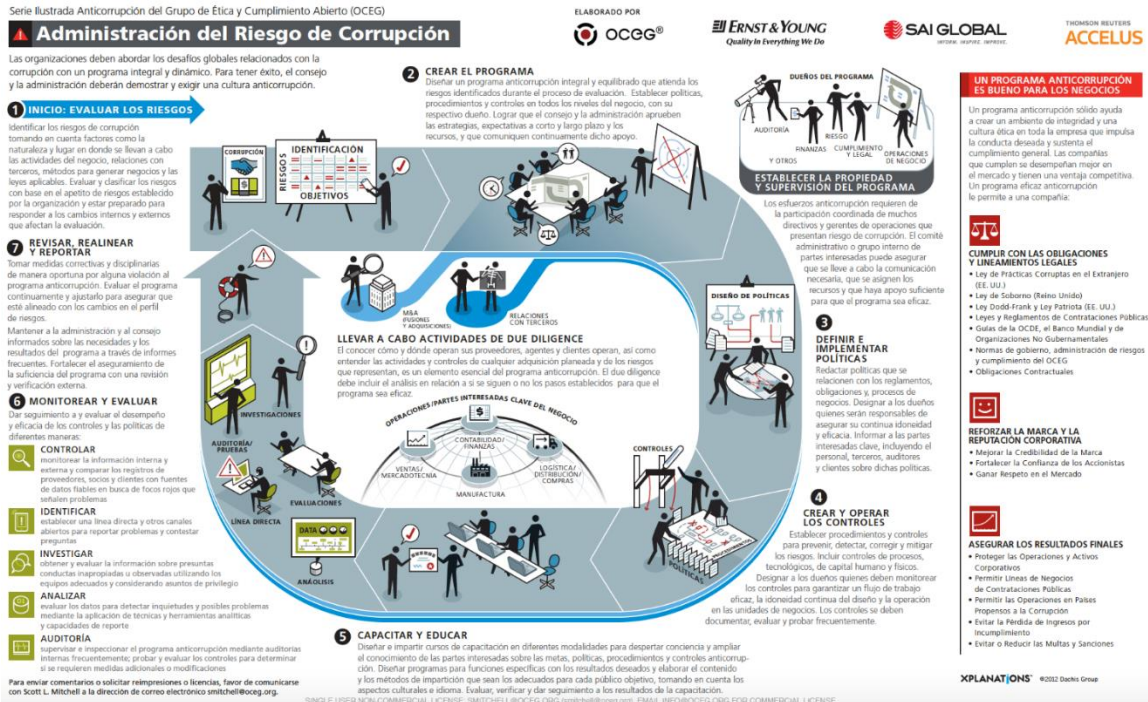 Serie Ilustrada Anticorrupción del Grupo de Ética y Cumplimiento Abierto (OCEG)
Administración del Riesgo de Corrupción
Las organizaciones deben abordar los desafíos globales relacionados con la
corrupción con un programa integral y dinámico. Para tener éxito, el consejo
y la administración deberán demostrar y exigir una cultura anticorrupción.
ELABORADO POR
OCEG®
ERNST & YOUNG
Quality In Everything We Do
SAI GLOBAL
INFORM. INSPIRE. IMPROVE.
THOMSON REUTERS
ACCELUS
1 INICIO: EVALUAR LOS RIESGOS
Identificar los riesgos de corrupción
tomando en cuenta factores como la
naturaleza y lugar en donde se llevan a cabo
las actividades del negocio, relaciones con
terceros, métodos para generar negocios y las
leyes aplicables. Evaluar y clasificar los riesgos
con base en el apetito de riesgos establecido
por la organización y estar preparado para
responder a los cambios internos y externos
que afectan la evaluación.
CORRUPCIÓN
IDENTIFICACIÓN
RIESGOS
OBJETIVOS
2 CREAR EL PROGRAMA
Diseñar un programa anticorrupción integral y equilibrado que atienda los
riesgos identificados durante el proceso de evaluación. Establecer políticas,
procedimientos y controles en todos los niveles del negocio, con su
respectivo dueño. Lograr que el consejo y la administración aprueben
las estrategias, expectativas a corto y largo plazo y los
recursos, y que comuniquen continuamente dicho apoyo.
DUEÑOS DEL PROGRAMA
AUDITORÍA
RIESGO
FINANZAS
CUMPLIMIENTO
Y LEGAL
OPERACIONES
DE NEGOCIO
Y OTROS
ESTABLECER LA PROPIEDAD
Y SUPERVISIÓN DEL PROGRAMA
Los esfuerzos anticorrupción requieren de
la participación coordinada de muchos
directivos y gerentes de operaciones que
presentan riesgo de corrupción. El comité
administrativo o grupo interno de
partes interesadas puede asegurar
que se lleve a cabo la comunicación
necesaria, que se asignen los
recursos y que haya apoyo suficiente
para que el programa sea eficaz.
DISEÑO DE POLÍTICAS
3 DEFINIR E
IMPLEMENTAR
POLÍTICAS
Redactar políticas que se
relacionen con los reglamentos,
obligaciones y, procesos de
negocios. Designar a los dueños
quienes serán responsables de
asegurar su continua idoneidad
y eficacia. Informar a las partes
interesadas clave, incluyendo el
personal, terceros, auditores
y clientes sobre dichas políticas.
CONTROLES
POLÍTICAS
PROCEDIMIENTOS
4 CREAR Y OPERAR
LOS CONTROLES
Establecer procedimientos y controles
para prevenir, detectar, corregir y mitigar
los riesgos. Incluir controles de procesos,
tecnológicos, de capital humano y físicos.
Designar a los dueños quienes deben monitorear
los controles para garantizar un flujo de trabajo
eficaz, la idoneidad continua del diseño y la operación
en las unidades de negocios. Los controles se deben
documentar, evaluar y probar frecuentemente.
M&A
(FUSIONES
Y ADQUISICIONES)
RELACIONES
CON TERCEROS
LLEVAR A CABO ACTIVIDADES DE DUE DILIGENCE
El conocer cómo y dónde operan sus proveedores, agentes y clientes operan, así como
entender las actividades y controles de cualquier adquisición planeada y de los riesgos
que representan, es un elemento esencial del programa anticorrupción. El due diligence
debe incluir el análisis en relación a si se siguen o no los pasos establecidos para que el
programa sea eficaz.
OPERACIONES/PARTES INTERESADAS CLAVE DEL NEGOCIO
CONTABILIDAD/
FINANZAS
VENTAS/
MERCADOTECNIA
LOGÍSTICA/
DISTRIBUCIÓN/
COMPRAS
MANUFACTURA
5 CAPACITAR Y EDUCAR
Diseñar e impartir cursos de capacitación en diferentes modalidades para despertar conciencia y ampliar
el conocimiento de las partes interesadas sobre las metas, políticas, procedimientos y controles anticorrup-
ción. Diseñar programas para funciones específicas con los resultados deseados y elaborar el contenido
y los métodos de impartición que sean los adecuados para cada público objetivo, tomando en cuenta los
aspectos culturales e idioma. Evaluar, verificar y dar seguimiento a los resultados de la capacitación.
7 REVISAR, REALINEAR
Y REPORTAR
Tomar medidas correctivas y disciplinarias
de manera oportuna por alguna violación al
programa anticorrupción. Evaluar el programa
continuamente y ajustarlo para asegurar que
esté alineado con los cambios en el perfil
de riesgos.
Mantener a la administración y al consejo
informados sobre las necesidades y los
resultados del programa a través de informes
frecuentes. Fortalecer el aseguramiento de
la suficiencia del programa con una revisión
y verificación externa.
6 MONITOREAR Y EVALUAR
Dar seguimiento a y evaluar el desempeño
y eficacia de los controles y las políticas de
diferentes maneras:
CONTROLAR
monitorear la información interna y
externa y comparar los registros de
proveedores, socios y clientes con fuentes
de datos fiables en busca de focos rojos que
señalen problemas
IDENTIFICAR
establecer una línea directa y otros canales
abiertos para reportar problemas y contestar
preguntas
INVESTIGAR
obtener y evaluar la información sobre presuntas
conductas inapropiadas u observadas utilizando los
equipos adecuados y considerando asuntos de privilegio
ANALIZAR
evaluar los datos para detectar inquietudes y posibles problemas
mediante la aplicación de técnicas y herramientas analíticas
y capacidades de reporte
AUDITORÍA
supervise e inspeccionar el programa anticorrupción mediante auditorías
internas frecuentemente; probar y evaluar los controles para determinar
si se requieren medidas adicionales o modificaciones
INVESTIGACIONES
AUDITORÍA/
PRUEBAS
EVALUACIONES
LÍNEA DIRECTA
DATA
ANÁOLISIS
Para enviar comentarios o solicitar reimpresiones o licencias, favor de comunicarse
con Scott L. Mitchell a la dirección de correo electrónico smitchell@oceg.org.
UN PROGRAMA ANTICORRUPCIÓN
ES BUENO PARA LOS NEGOCIOS
Un programa anticorrupción sólido ayuda
a crear un ambiente de integridad y una
cultura ética en toda la empresa que impulsa
la conducta deseada y sustenta el
cumplimiento general. Las compañías
que cumplen se desempeñan mejor en
el mercado y tienen una ventaja competitiva.
Un programa eficaz anticorrupción
le permite a una compañía:
CUMPLIR CON LAS OBLIGACIONES
Y LINEAMIENTOS LEGALES
• Ley de Prácticas Corruptas en el Extranjero
(EE. UU.)
• Ley de Soborno (Reino Unido)
• Ley Dodd-Frank y Ley Patriota (EE. UU.)
• Leyes y Reglamentos de Contrataciones Públicas
• Guías de la OCDE, el Banco Mundial y de
Organizaciones No Gubernamentales
• Normas de gobierno, administración de riesgos
y cumplimiento del OCEG
• Obligaciones Contractuales
REFORZAR LA MARCA Y LA
REPUTACIÓN CORPORATIVA
• Mejorar la Credibilidad de la Marca
• Fortalecer la Confianza de los Accionistas
• Ganar Respeto en el Mercado
ASEGURAR LOS RESULTADOS FINALES
• Proteger las Operaciones y Activos
Corporativos
• Permitir Líneas de Negocios
de Contrataciones Públicas
• Permitir las Operaciones en Países
Propensos a la Corrupción
• Evitar la Pérdida de Ingresos por
Incumplimiento
• Evitar o Reducir las Multas y Sanciones
XPLANATIONS® ©2012 Dachis Group